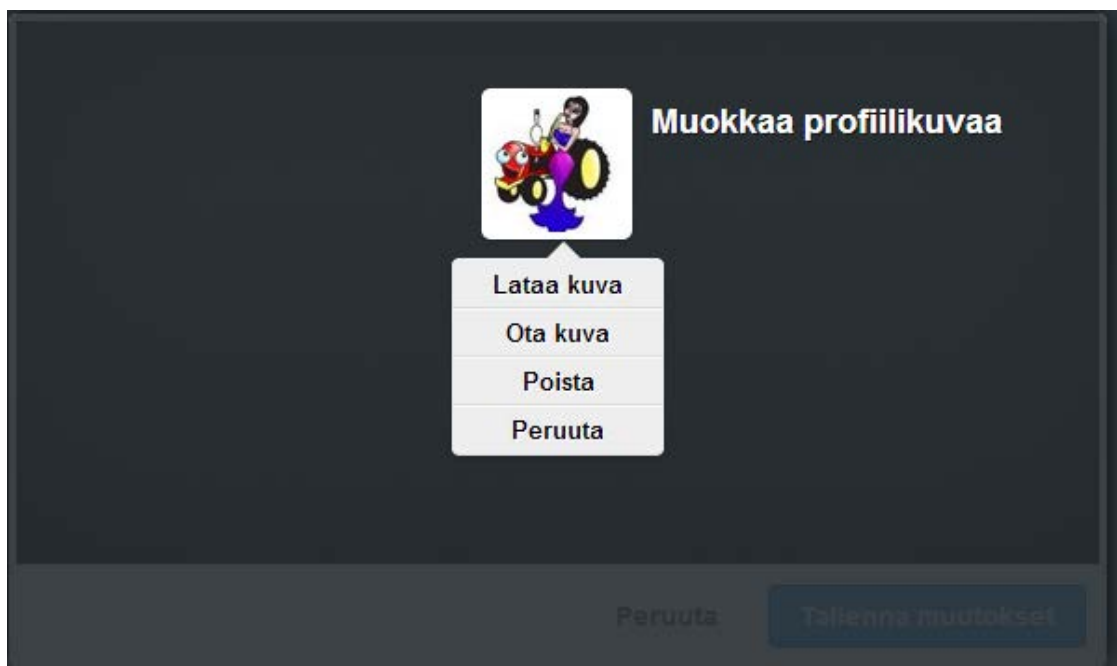 Muokkaa profiilikuvaa
Lataa kuva
Ota kuva
Poista
Peruuta
Peruuta
Tallenna muutokset